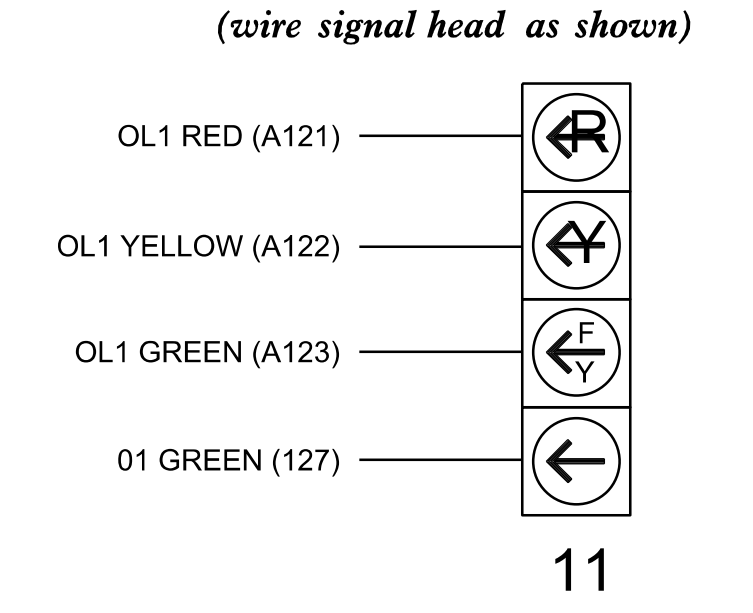 (wire signal head as shown)
OL1 RED (A121)
R
OL1 YELLOW (A122)
Y
OL1 GREEN (A123)
F
Y
01 GREEN (127)
11